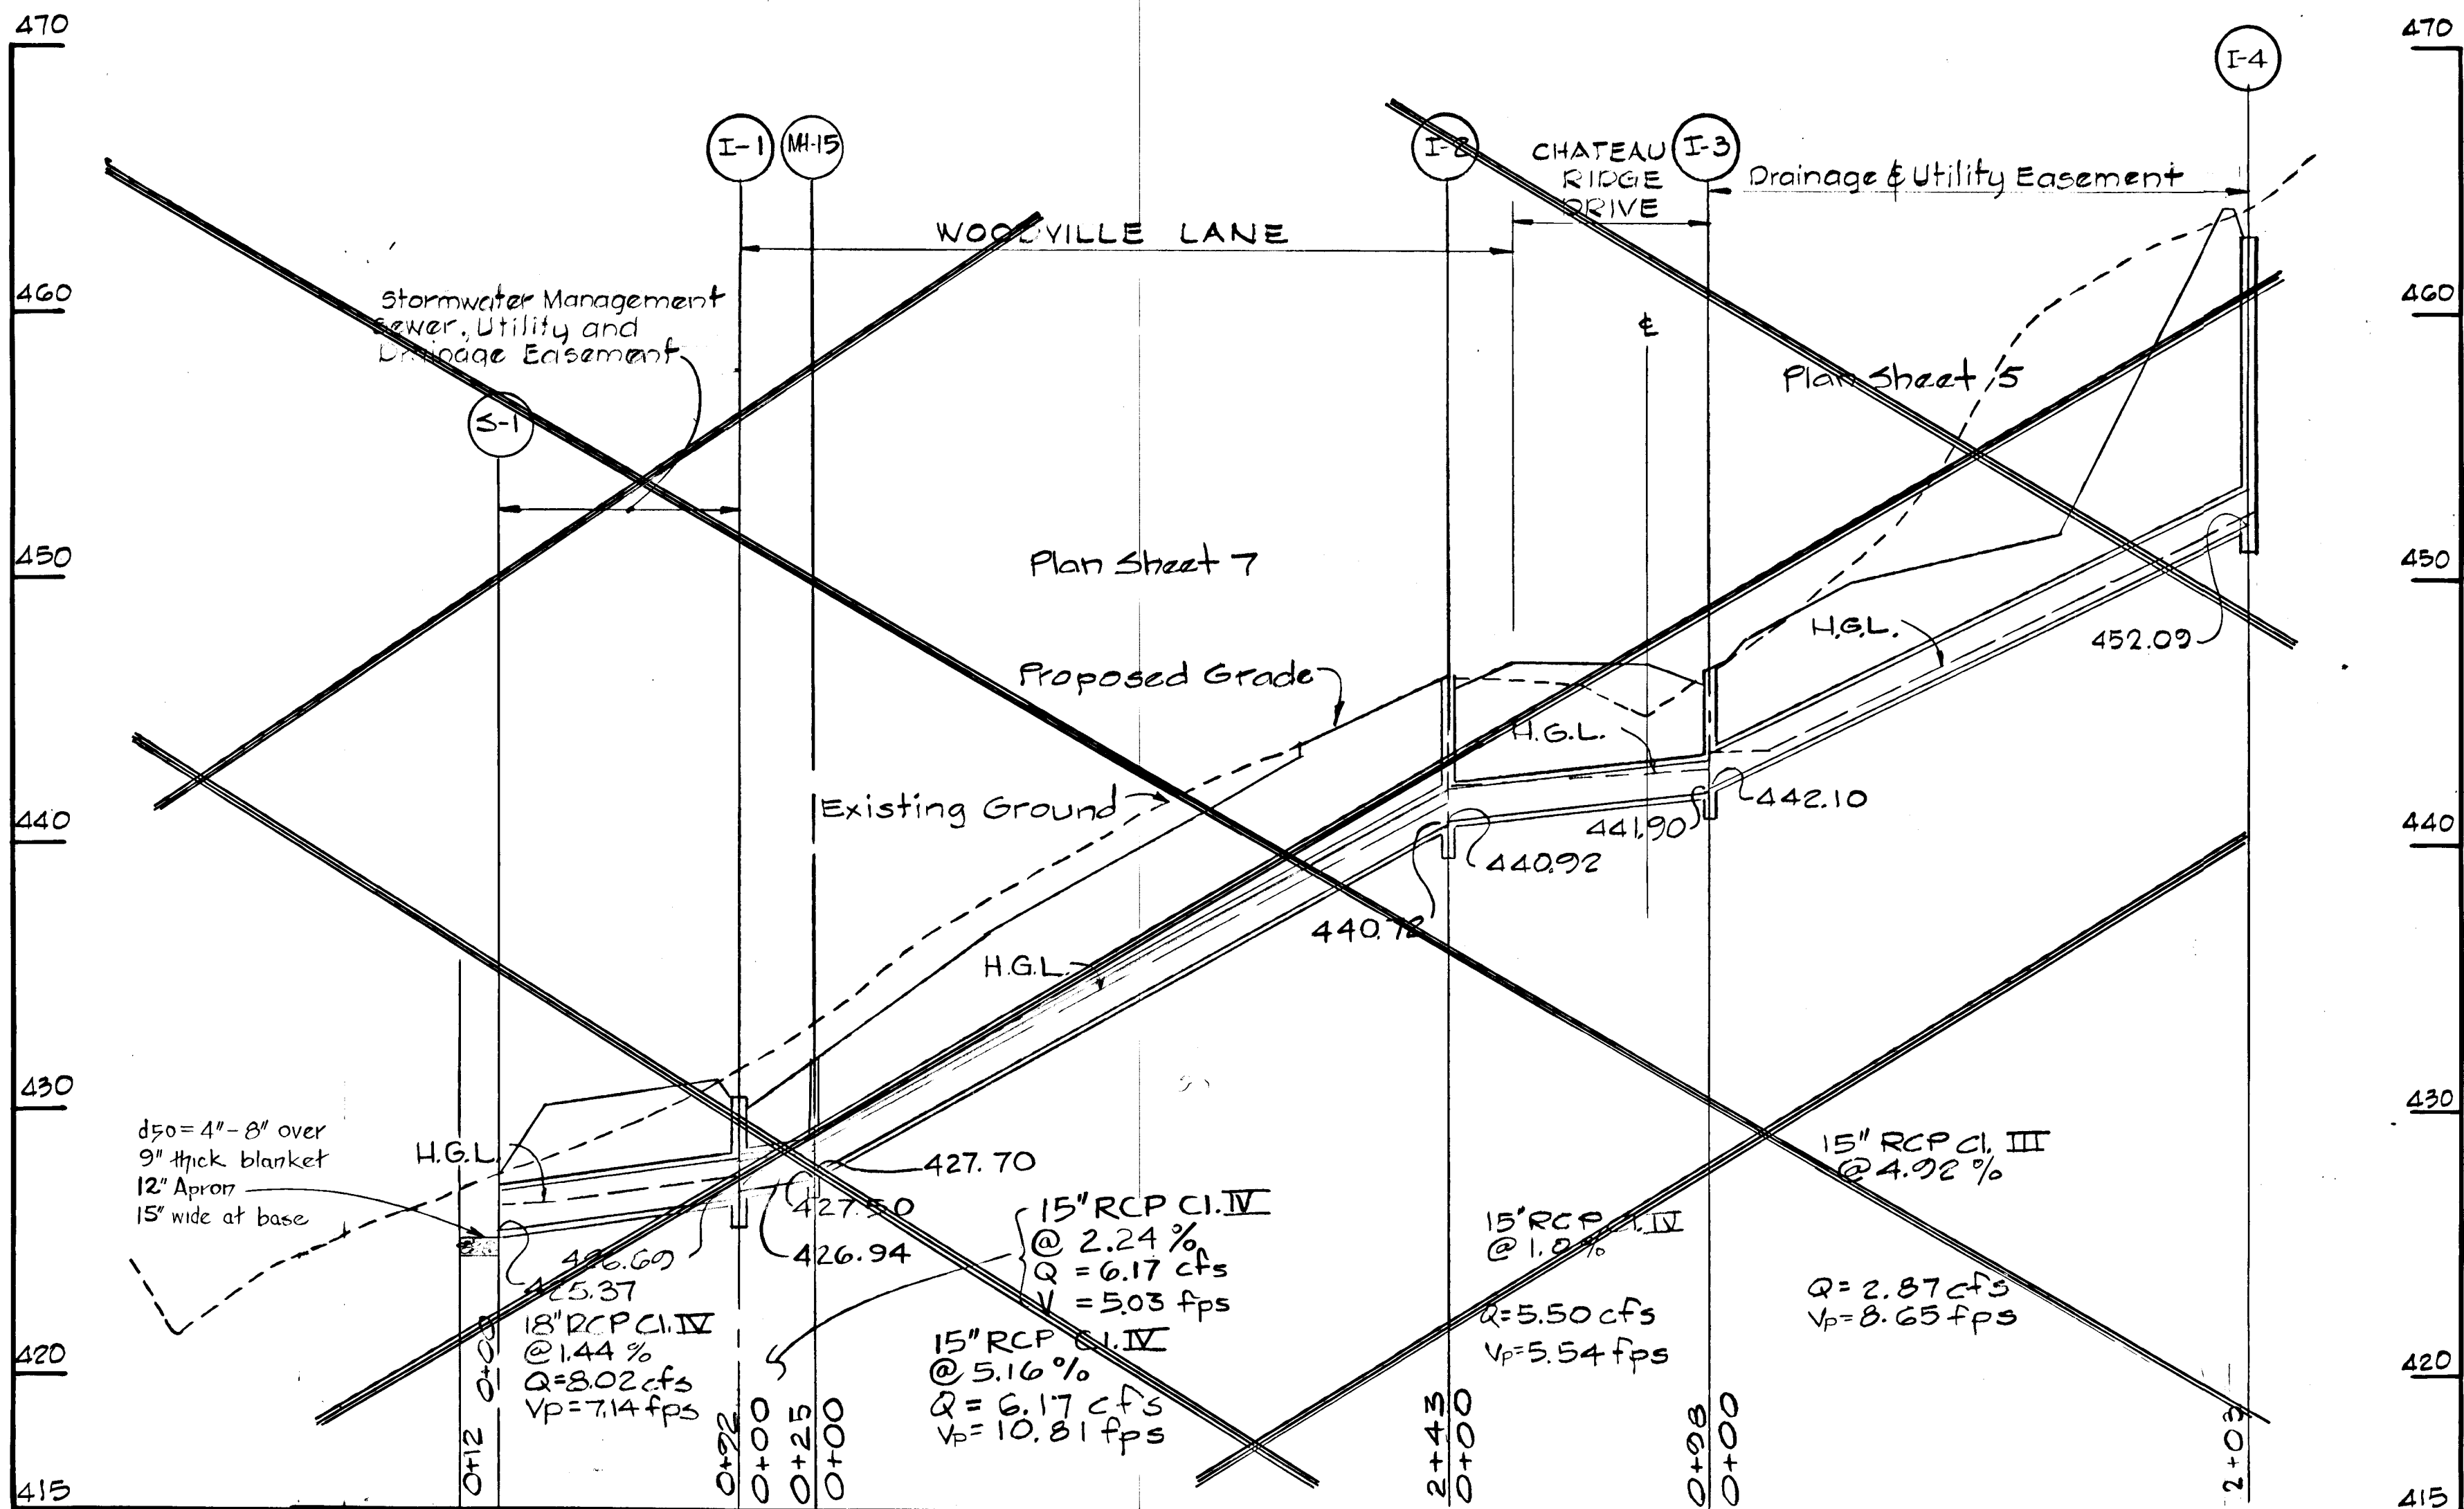 470
470
I-4
I-1
MH-15
I-2
CHATEAU
RIDGE
DRIVE
I-3
Drainage & Utility Easement
WOODVILLE LANE
460
460
Stormwater Management
Sewer, Utility and
Drainage Easement
℄
Plan Sheet 5
S-1
450
450
Plan Sheet 7
H.G.L.
452.09
Proposed Grade
H.G.L.
Existing Ground
442.10
441.90
440
440
440.92
440.72
H.G.L.
430
430
d50=4"-8" over
9" thick blanket
12" Apron
15" wide at base
H.G.L.
427.70
427.50
426.94
426.69
425.37
15" RCP Cl. IV
@ 2.24 %
Q = 6.17 cfs
V = 5.03 fps
15" RCP Cl. III
@ 4.92 %
15" RCP Cl. IV
@ 1.0 %
Q = 2.87 cfs
Vp = 8.65 fps
Q=5.50 cfs
Vp=5.54 fps
18" RCP Cl. IV
@ 1.44 %
Q=8.02 cfs
Vp=7.14 fps
15" RCP Cl. IV
@ 5.16 %
Q = 6.17 cfs
Vp= 10.81 fps
420
420
0+12
0+00
0+92
0+00
0+25
0+00
2+43
0+00
0+98
0+00
2+03
415
415